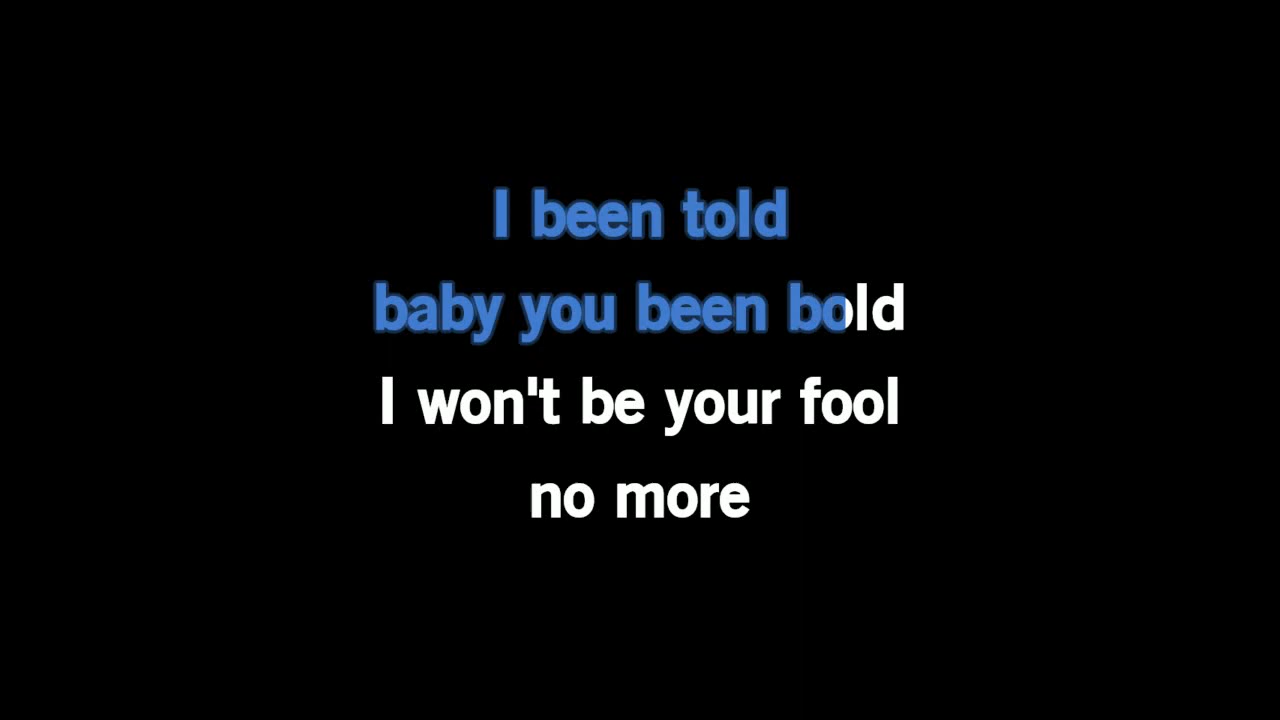 I been told
baby you been bold
I won't be your fool
no more